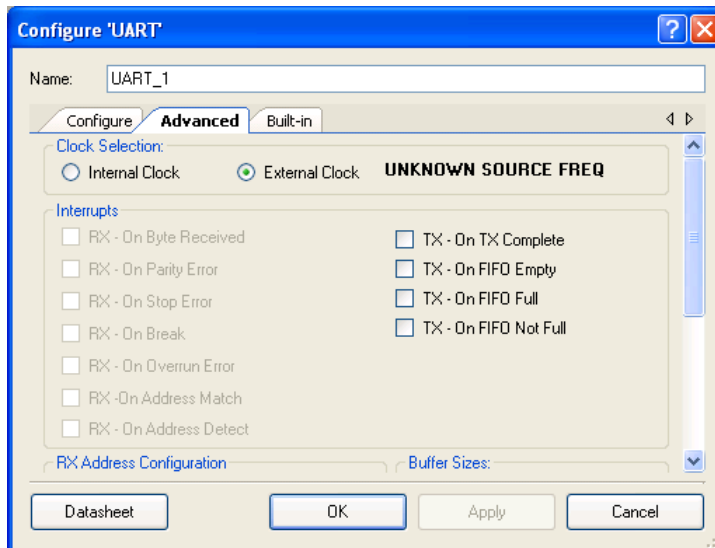 Configure 'UART'
Name: UART_1
Configure Advanced Built-in
Clock Selection:
Internal Clock External Clock UNKNOWN SOURCE FREQ
Interrupts
RX - On Byte Received
RX - On Parity Error
RX - On Stop Error
RX - On Break
RX - On Overrun Error
RX -On Address Match
RX - On Address Detect
TX - On TX Complete
TX - On FIFO Empty
TX - On FIFO Full
TX - On FIFO Not Full
RX Address Configuration Buffer Sizes:
Datasheet OK Apply Cancel